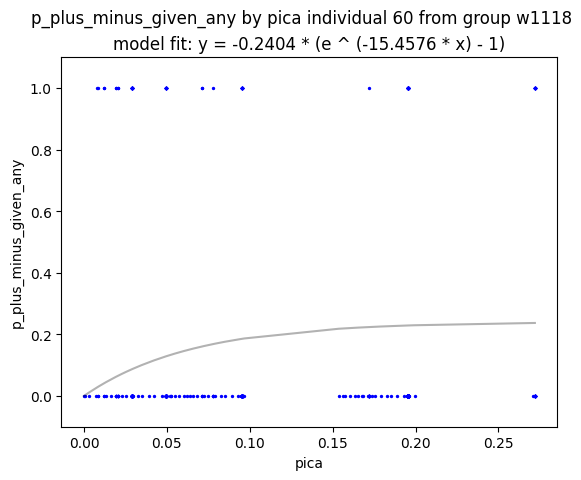 p_plus_minus_given_any by pica individual 60 from group w1118
model fit: y = -0.2404 * (e ^ (-15.4576 * x) - 1)
1.0
0.8
0.6
0.4
0.2
0.0
p_plus_minus_given_any
0.00 0.05 0.10 0.15 0.20 0.25
pica